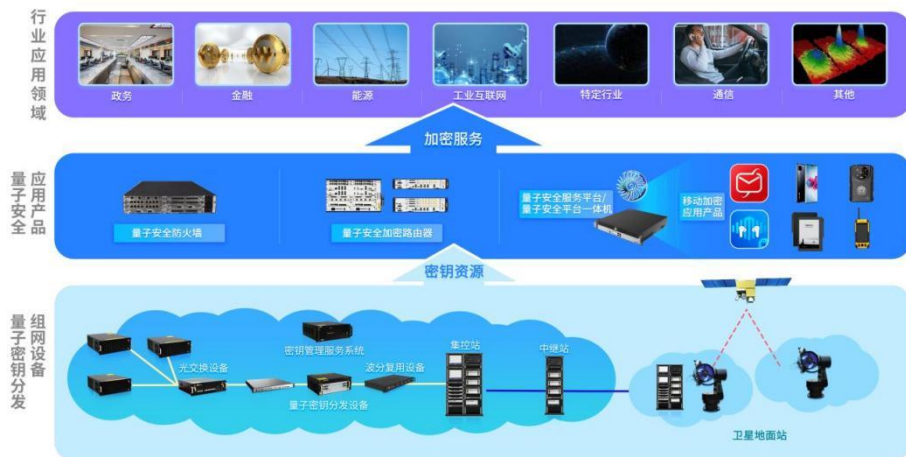 行业应用领域
政务
金融
能源
工业互联网
特定行业
通信
其他
加密服务
量子安全
应用产品
量子安全防火墙
量子安全加密路由器
量子安全服务平台/
量子安全平台一体机
移动加密
应用产品
密钥资源
量子密钥分发
组网设备
密钥管理服务系统
光交换设备
量子密钥分发设备
波分复用设备
集控站
中继站
卫星地面站